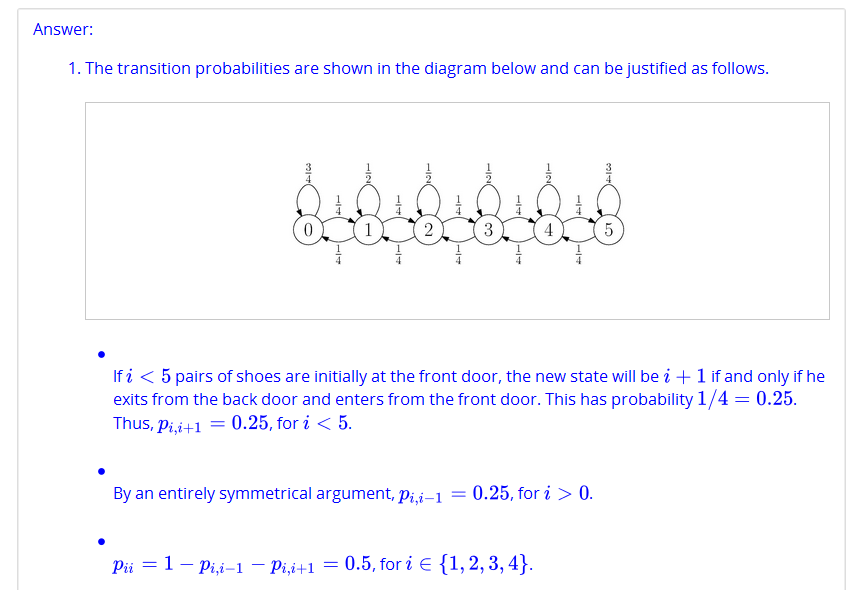 Answer:
1. The transition probabilities are shown in the diagram below and can be justified as follows.
3/4 1/2 1/2 1/2 1/2 3/4
1/4 1/4 1/4 1/4 1/4
0 1 2 3 4 5
1/4 1/4 1/4 1/4 1/4
If i < 5 pairs of shoes are initially at the front door, the new state will be i + 1 if and only if he
exits from the back door and enters from the front door. This has probability 1/4 = 0.25.
Thus, p_{i,i+1} = 0.25, for i < 5.
By an entirely symmetrical argument, p_{i,i−1} = 0.25, for i > 0.
p_{ii} = 1 − p_{i,i−1} − p_{i,i+1} = 0.5, for i ∈ {1, 2, 3, 4}.